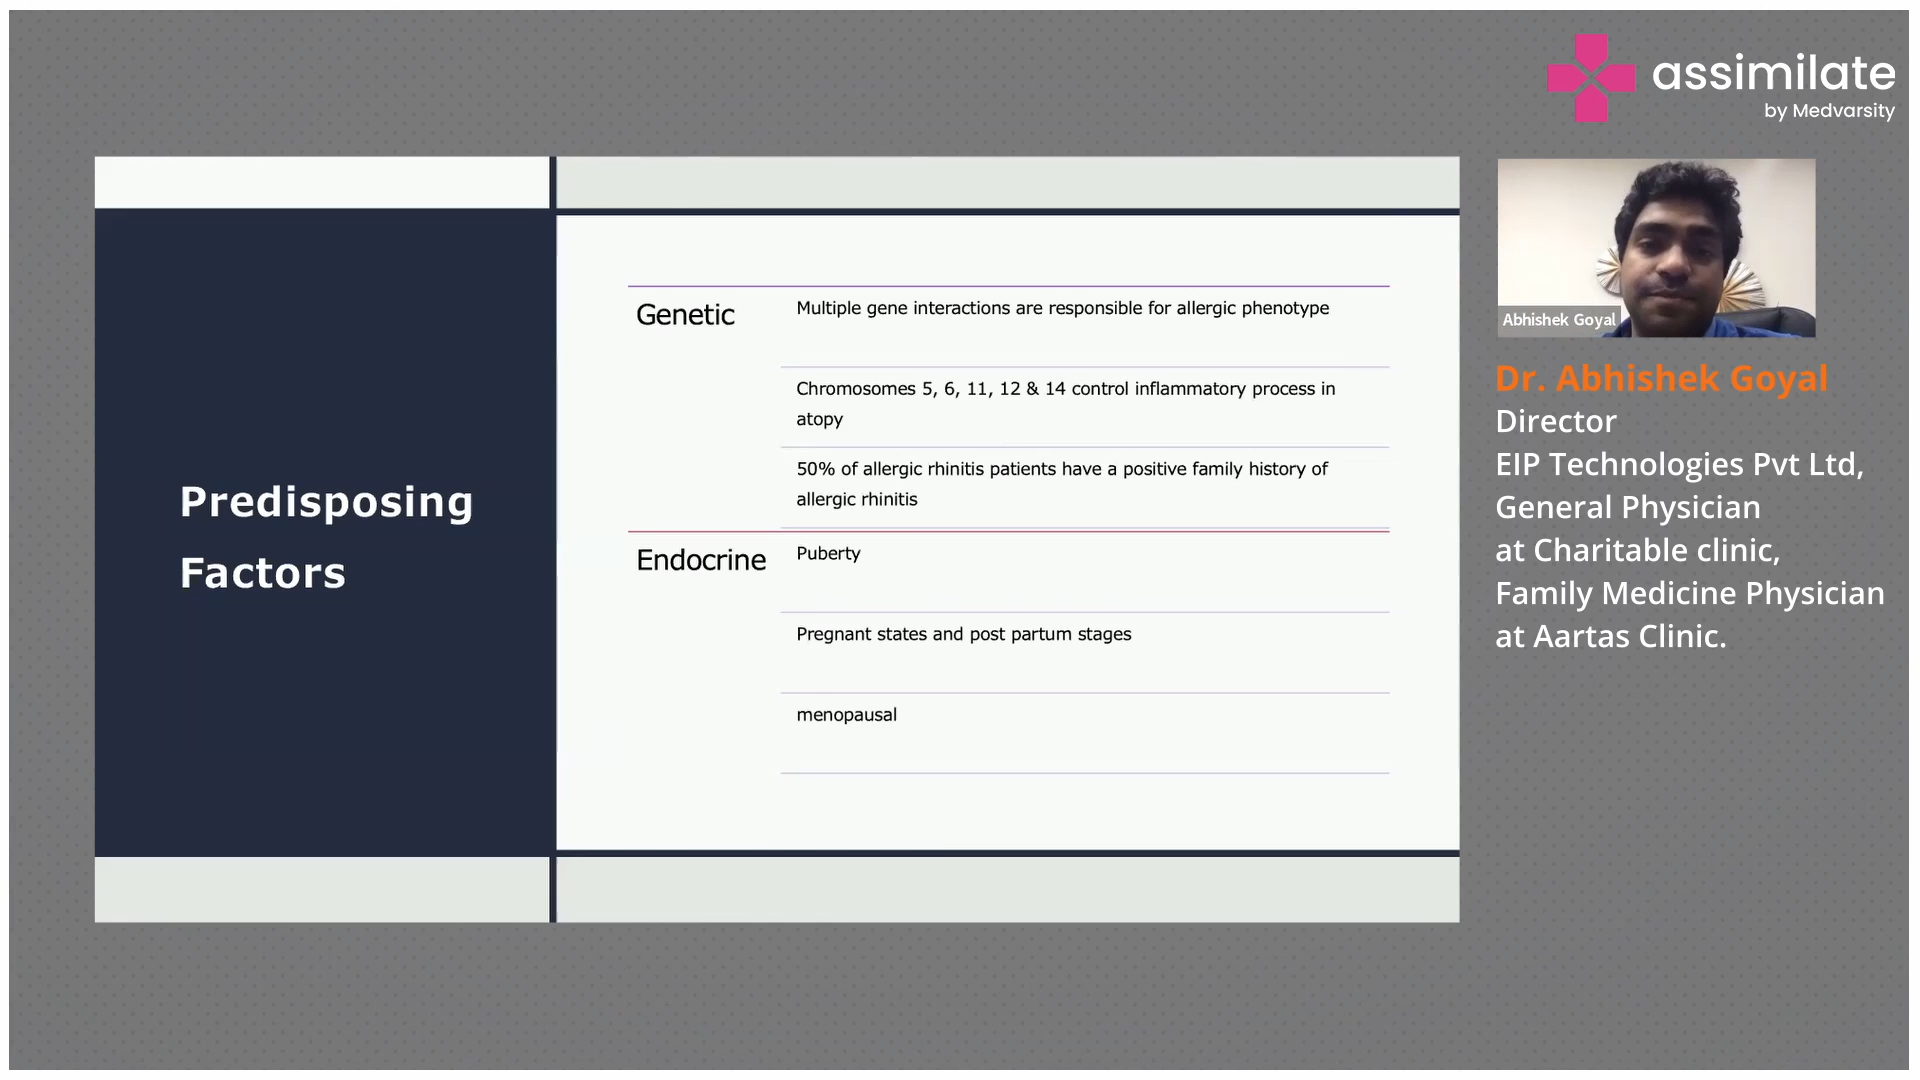 assimilate
by Medvarsity
Predisposing
Factors
Genetic
Multiple gene interactions are responsible for allergic phenotype
Chromosomes 5, 6, 11, 12 & 14 control inflammatory process in
atopy
50% of allergic rhinitis patients have a positive family history of
allergic rhinitis
Endocrine
Puberty
Pregnant states and post partum stages
menopausal
Abhishek Goyal
Dr. Abhishek Goyal
Director
EIP Technologies Pvt Ltd,
General Physician
at Charitable clinic,
Family Medicine Physician
at Aartas Clinic.